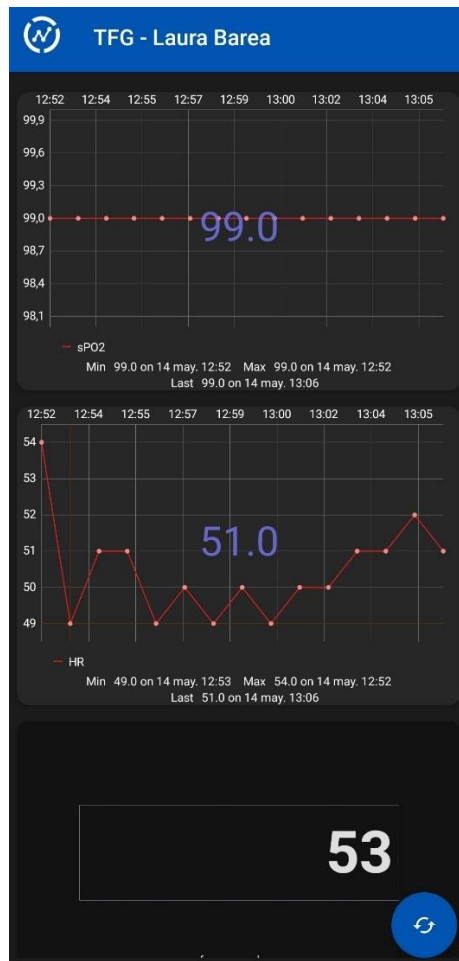 TFG - Laura Barea
12:52 12:54 12:55 12:57 12:59 13:00 13:02 13:04 13:05
99,9
99,6
99,3
99,0
98,7
98,4
98,1
99.0
sPO2
Min 99.0 on 14 may. 12:52 Max 99.0 on 14 may. 12:52
Last 99.0 on 14 may. 13:06
12:52 12:54 12:55 12:57 12:59 13:00 13:02 13:04 13:05
54
53
52
51
50
49
51.0
HR
Min 49.0 on 14 may. 12:53 Max 54.0 on 14 may. 12:52
Last 51.0 on 14 may. 13:06
53